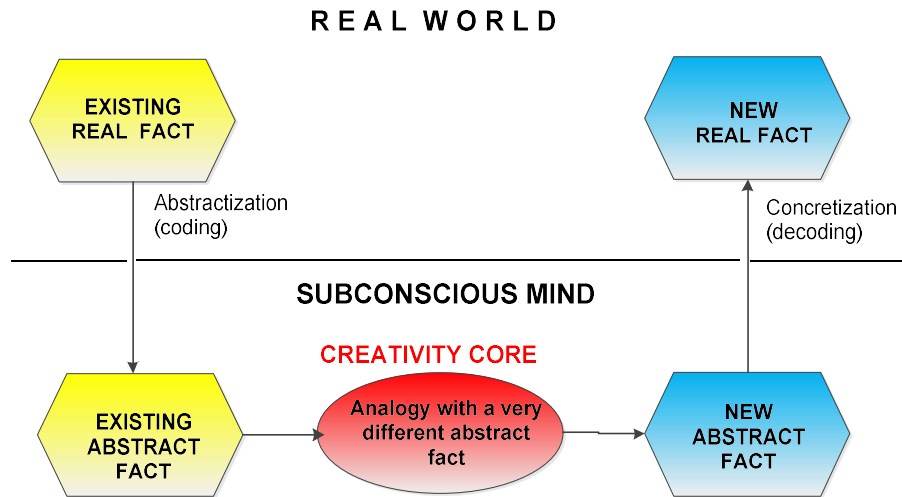 REAL WORLD
EXISTING
REAL FACT
NEW
REAL FACT
Abstractization
(coding)
Concretization
(decoding)
SUBCONSCIOUS MIND
CREATIVITY CORE
EXISTING
ABSTRACT
FACT
Analogy with a very
different abstract
fact
NEW
ABSTRACT
FACT